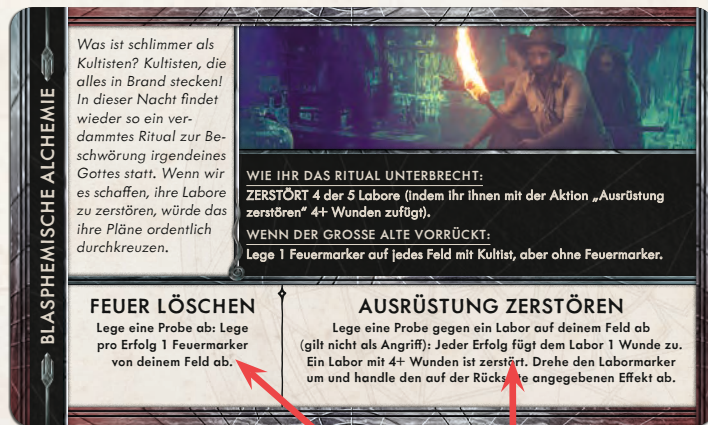 BLASPHEMISCHE ALCHEMIE
Was ist schlimmer als
Kultisten? Kultisten, die
alles in Brand stecken!
In dieser Nacht findet
wieder so ein ver-
dammtes Ritual zur Be-
schwörung irgendeines
Gottes statt. Wenn wir
es schaffen, ihre Labore
zu zerstören, würde das
ihre Pläne ordentlich
durchkreuzen.
WIE IHR DAS RITUAL UNTERBRECHT:
ZERSTÖRT 4 der 5 Labore (indem ihr ihnen mit der Aktion „Ausrüstung
zerstören“ 4+ Wunden zufügt).
WENN DER GROSSE ALTE VORRÜCKT:
Lege 1 Feuermarker auf jedes Feld mit Kultist, aber ohne Feuermarker.
FEUER LÖSCHEN
Lege eine Probe ab: Lege
pro Erfolg 1 Feuermarker
von deinem Feld ab.
AUSRÜSTUNG ZERSTÖREN
Lege eine Probe gegen ein Labor auf deinem Feld ab
(gilt nicht als Angriff): Jeder Erfolg fügt dem Labor 1 Wunde zu.
Ein Labor mit 4+ Wunden ist zerstört. Drehe den Labormarker
um und handle den auf der Rückseite angegebenen Effekt ab.